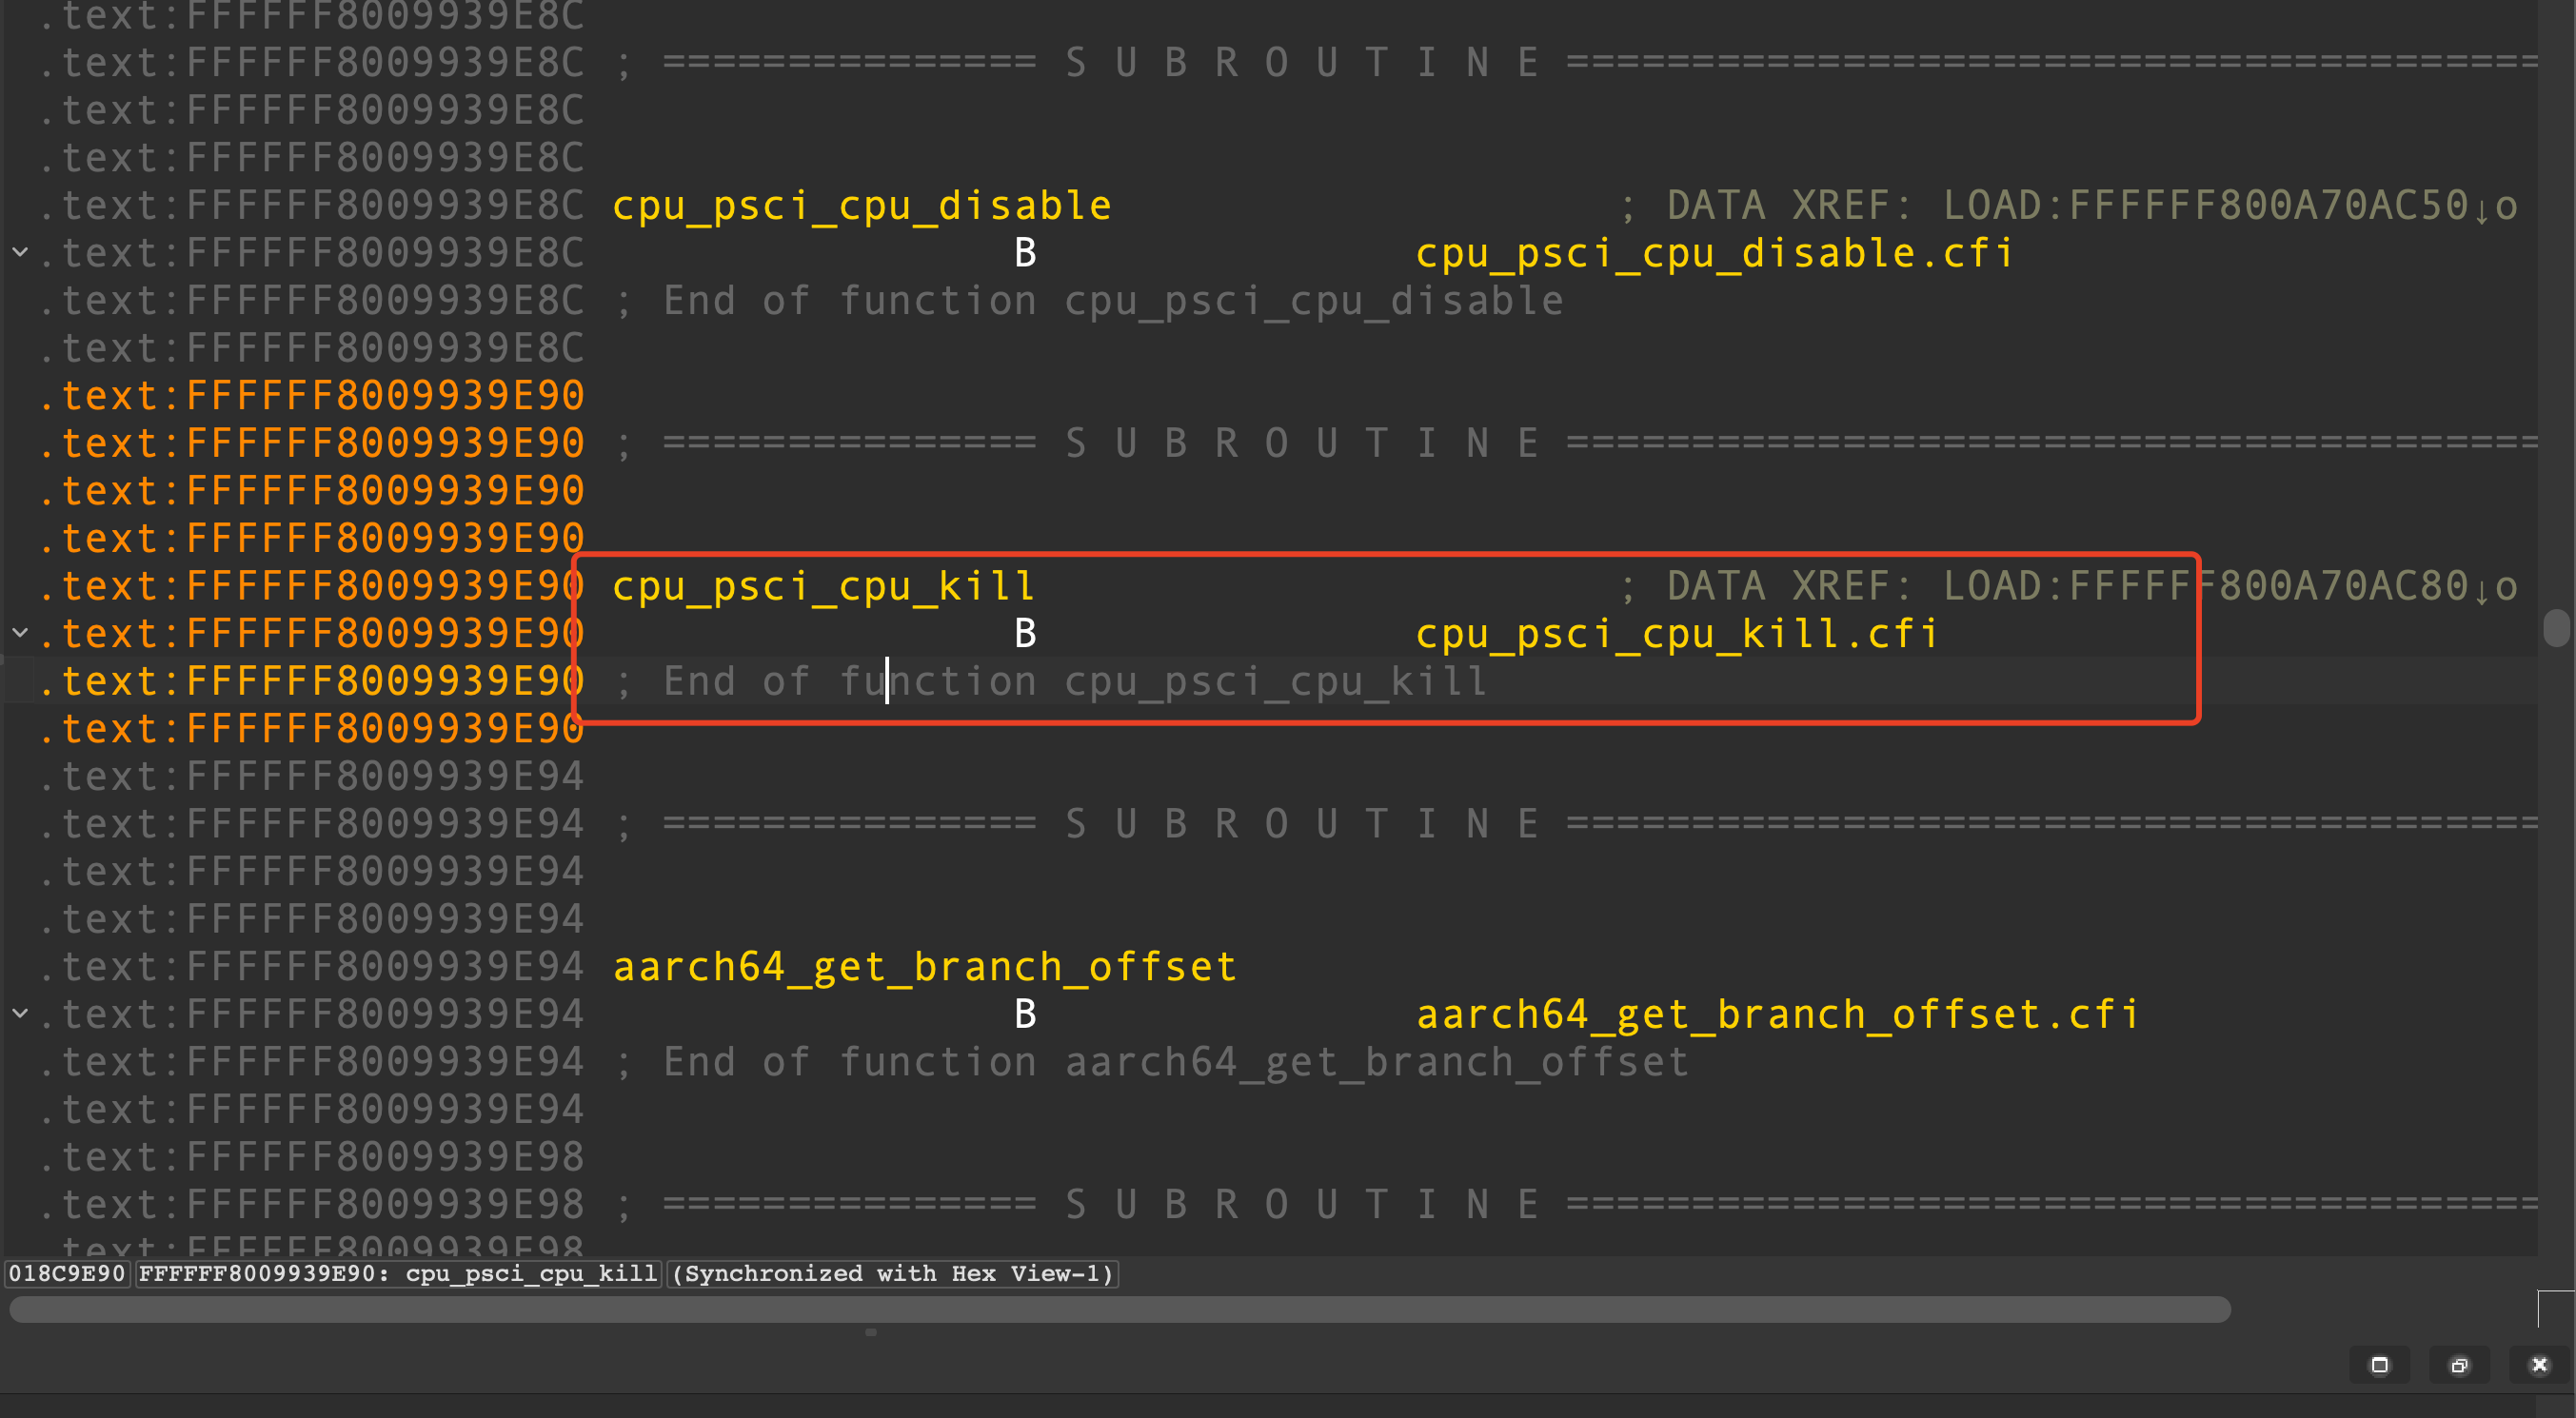 .text:FFFFFF8009939E8C
.text:FFFFFF8009939E8C ; =============== S U B R O U T I N E =======================================
.text:FFFFFF8009939E8C
.text:FFFFFF8009939E8C
.text:FFFFFF8009939E8C cpu_psci_cpu_disable ; DATA XREF: LOAD:FFFFFF800A70AC50↓o
.text:FFFFFF8009939E8C B cpu_psci_cpu_disable.cfi
.text:FFFFFF8009939E8C ; End of function cpu_psci_cpu_disable
.text:FFFFFF8009939E8C
.text:FFFFFF8009939E90
.text:FFFFFF8009939E90 ; =============== S U B R O U T I N E =======================================
.text:FFFFFF8009939E90
.text:FFFFFF8009939E90
.text:FFFFFF8009939E90 cpu_psci_cpu_kill ; DATA XREF: LOAD:FFFFFF800A70AC80↓o
.text:FFFFFF8009939E90 B cpu_psci_cpu_kill.cfi
.text:FFFFFF8009939E90 ; End of function cpu_psci_cpu_kill
.text:FFFFFF8009939E90
.text:FFFFFF8009939E94
.text:FFFFFF8009939E94 ; =============== S U B R O U T I N E =======================================
.text:FFFFFF8009939E94
.text:FFFFFF8009939E94
.text:FFFFFF8009939E94 aarch64_get_branch_offset
.text:FFFFFF8009939E94 B aarch64_get_branch_offset.cfi
.text:FFFFFF8009939E94 ; End of function aarch64_get_branch_offset
.text:FFFFFF8009939E94
.text:FFFFFF8009939E98
.text:FFFFFF8009939E98 ; =============== S U B R O U T I N E =======================================
.text:FFFFFF8009939E98
018C9E90 FFFFFF8009939E90: cpu_psci_cpu_kill (Synchronized with Hex View-1)